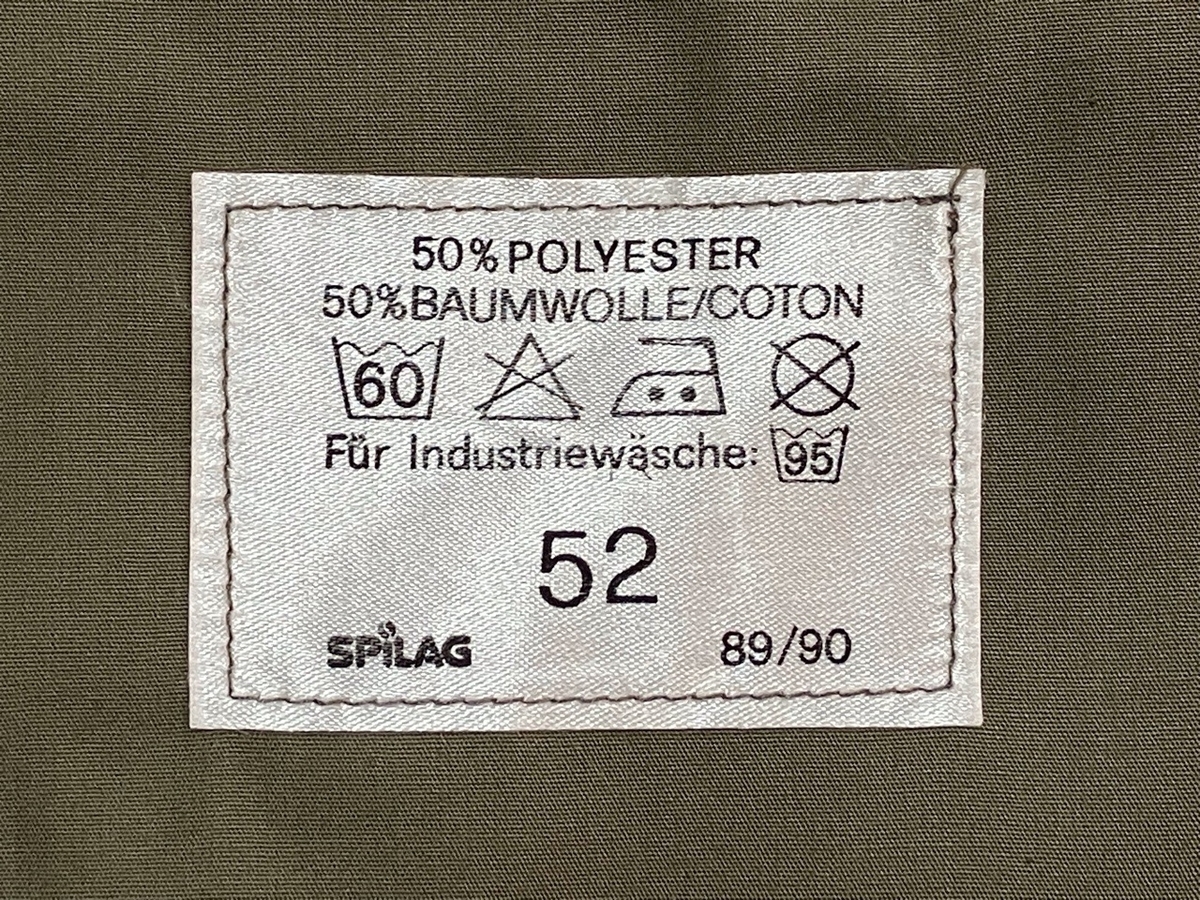 50% POLYESTER
50% BAUMWOLLE/COTON
60
Für Industriewäsche: 95
52
SPILAG 89/90